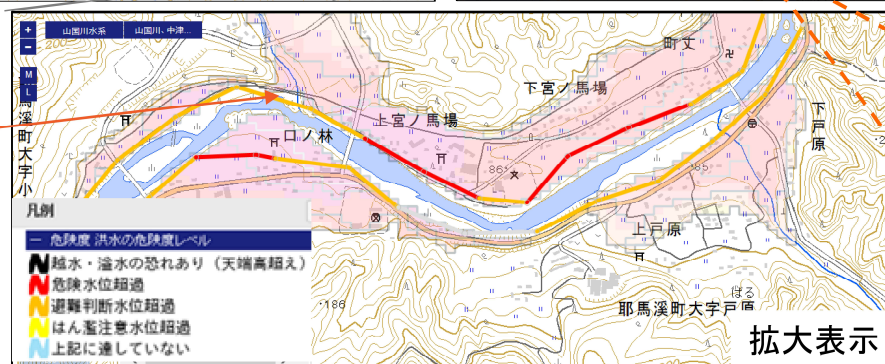 +
山国川水系
山国川、中津…
−
M
L
馬溪町大字小
町丈
下宮ノ馬場
下戸原
上宮ノ馬場
口ノ林
86
85
上戸原
凡例
− 危険度 洪水の危険度レベル
越水・溢水の恐れあり（天端高超え）
危険水位超過
避難判断水位超過
はん濫注意水位超過
上記に達していない
・186
ばる
耶馬溪町大字戸原
拡大表示